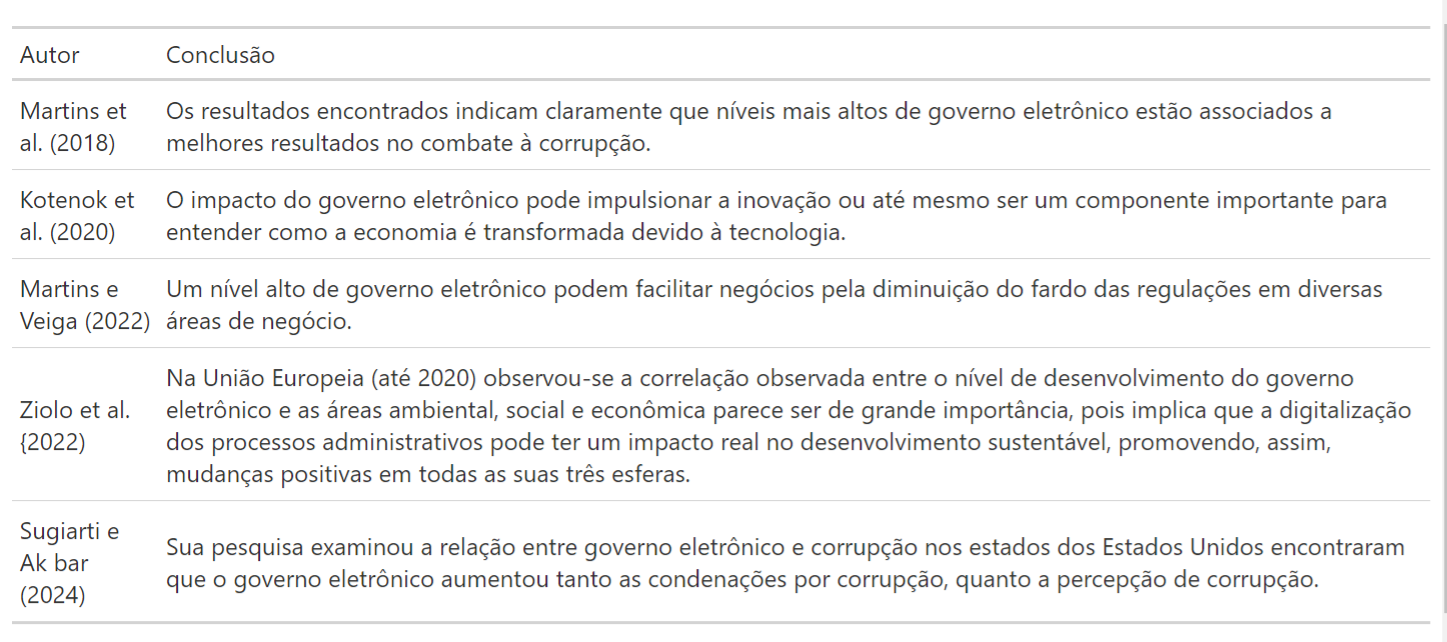 Autor Conclusão
Martins et al. (2018)
Os resultados encontrados indicam claramente que níveis mais altos de governo eletrônico estão associados a
melhores resultados no combate à corrupção.
Kotenok et al. (2020)
O impacto do governo eletrônico pode impulsionar a inovação ou até mesmo ser um componente importante para
entender como a economia é transformada devido à tecnologia.
Martins e Veiga (2022)
Um nível alto de governo eletrônico podem facilitar negócios pela diminuição do fardo das regulações em diversas
áreas de negócio.
Ziolo et al. {2022)
Na União Europeia (até 2020) observou-se a correlação observada entre o nível de desenvolvimento do governo
eletrônico e as áreas ambiental, social e econômica parece ser de grande importância, pois implica que a digitalização
dos processos administrativos pode ter um impacto real no desenvolvimento sustentável, promovendo, assim,
mudanças positivas em todas as suas três esferas.
Sugiarti e Ak bar (2024)
Sua pesquisa examinou a relação entre governo eletrônico e corrupção nos estados dos Estados Unidos encontraram
que o governo eletrônico aumentou tanto as condenações por corrupção, quanto a percepção de corrupção.